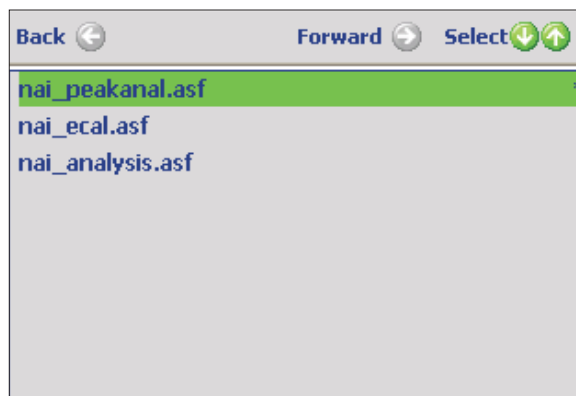 Back Forward Select
nai_peakanal.asf *
nai_ecal.asf
nai_analysis.asf